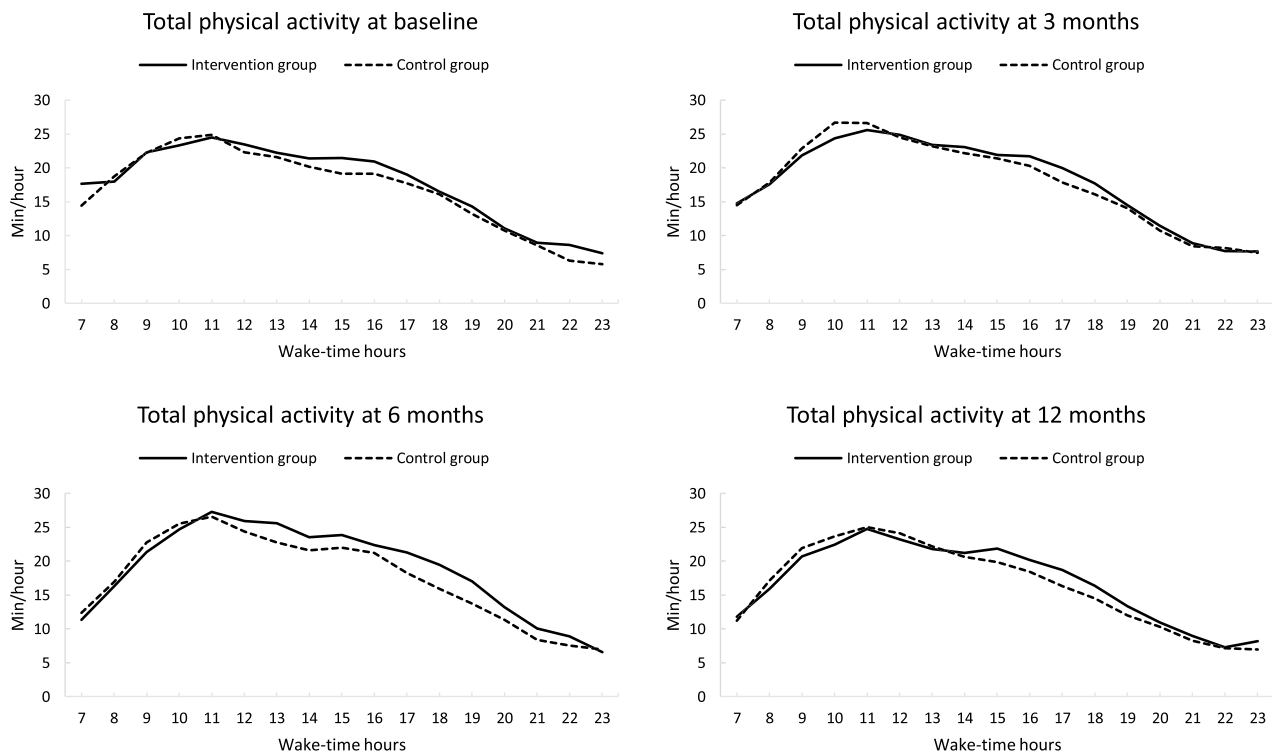 Total physical activity at baseline
Intervention group Control group
30
25
20
15
10
5
0
Min/hour
7 8 9 10 11 12 13 14 15 16 17 18 19 20 21 22 23
Wake-time hours
Total physical activity at 3 months
Intervention group Control group
30
25
20
15
10
5
0
Min/hour
7 8 9 10 11 12 13 14 15 16 17 18 19 20 21 22 23
Wake-time hours
Total physical activity at 6 months
Intervention group Control group
30
25
20
15
10
5
0
Min/hour
7 8 9 10 11 12 13 14 15 16 17 18 19 20 21 22 23
Wake-time hours
Total physical activity at 12 months
Intervention group Control group
30
25
20
15
10
5
0
Min/hour
7 8 9 10 11 12 13 14 15 16 17 18 19 20 21 22 23
Wake-time hours